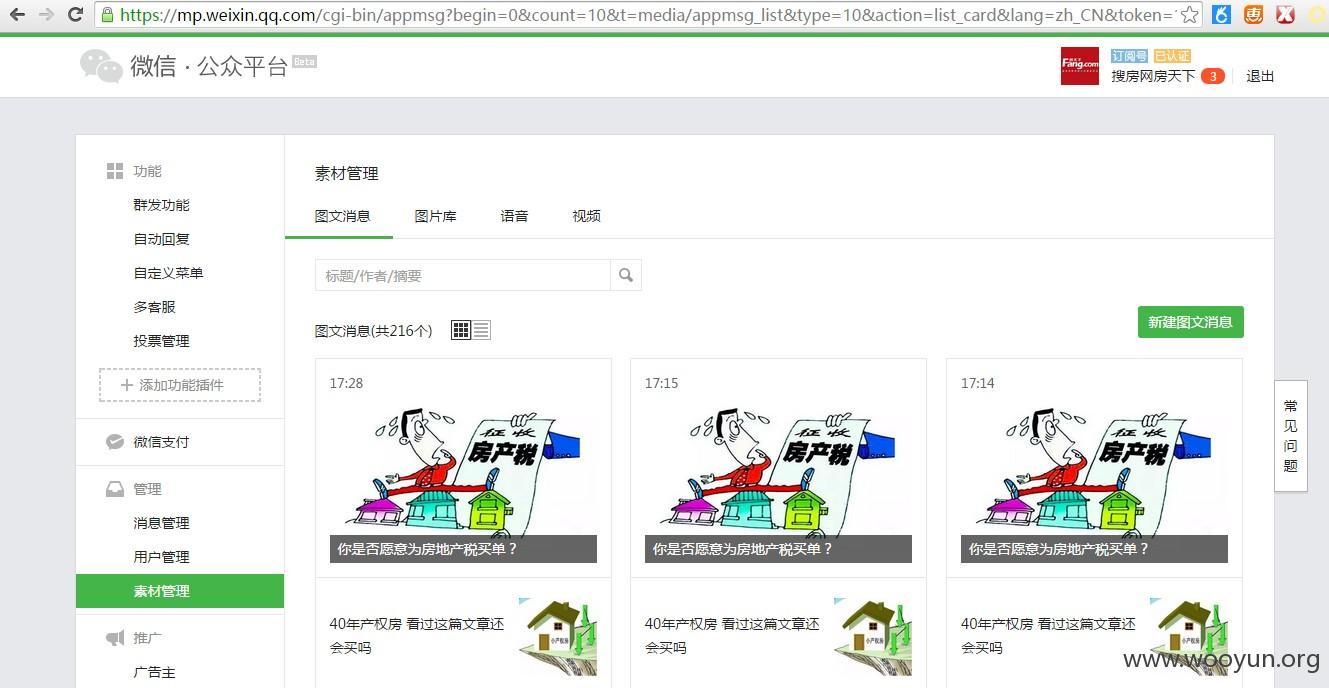 https://mp.weixin.qq.com/cgi-bin/appmsg?begin=0&count=10&t=media/appmsg_list&type=10&action=list_card&lang=zh_CN&token=
微信 · 公众平台 Beta
Fang.com
订阅号 已认证
搜房网房天下 3 退出
功能
群发功能
自动回复
自定义菜单
多客服
投票管理
添加功能插件
微信支付
管理
消息管理
用户管理
素材管理
推广
广告主
素材管理
图文消息 图片库 语音 视频
标题/作者/摘要
图文消息(共216个)
新建图文消息
17:28
征收
房产税
你是否愿意为房地产税买单？
40年产权房 看过这篇文章还
会买吗
小产权房
17:15
征收
房产税
你是否愿意为房地产税买单？
40年产权房 看过这篇文章还
会买吗
小产权房
17:14
征收
房产税
你是否愿意为房地产税买单？
40年产权房 看过这篇文章还
会买吗
小产权房
常见问题
www.wooyun.org